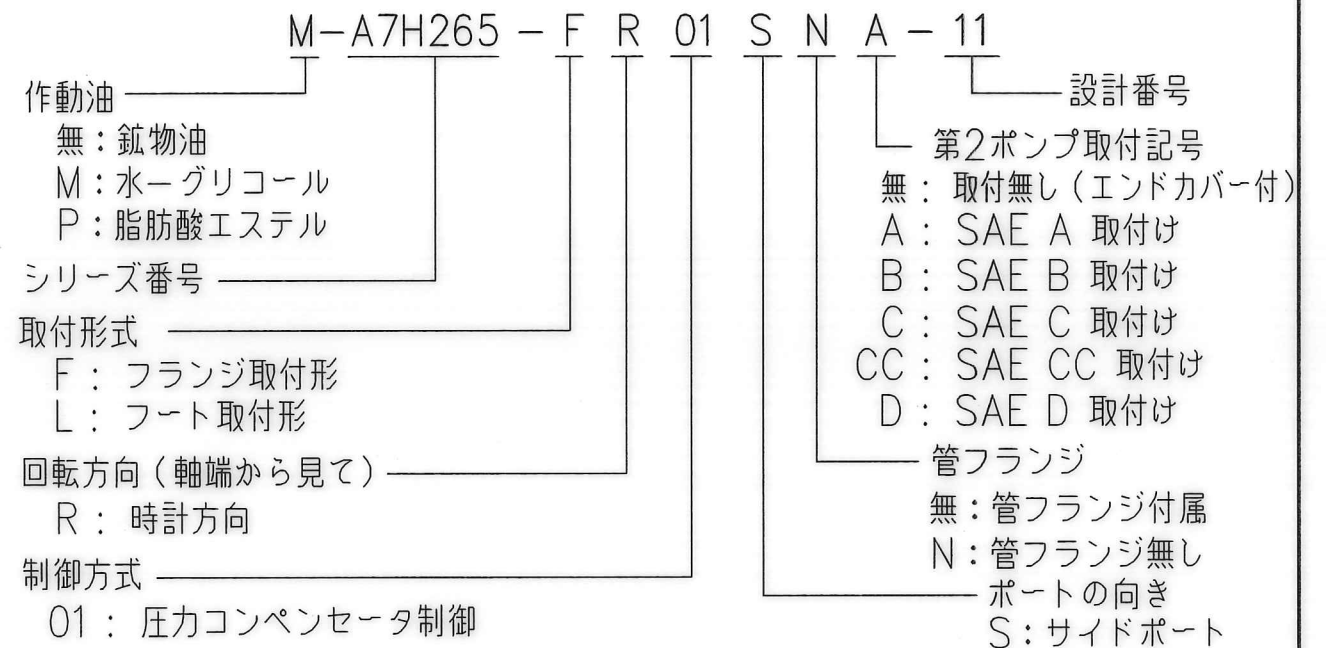 M-A7H265 - F R 01 S N A - 11
作動油
無：鉱物油
M：水ーグリコール
P：脂肪酸エステル
シリーズ番号
取付形式
F： フランジ取付形
L： フート取付形
回転方向（軸端から見て）
R： 時計方向
制御方式
01： 圧力コンペンセータ制御
設計番号
第2ポンプ取付記号
無： 取付無し（エンドカバー付）
A： SAE A 取付け
B： SAE B 取付け
C： SAE C 取付け
CC： SAE CC 取付け
D： SAE D 取付け
管フランジ
無：管フランジ付属
N：管フランジ無し
ポートの向き
S：サイドポート